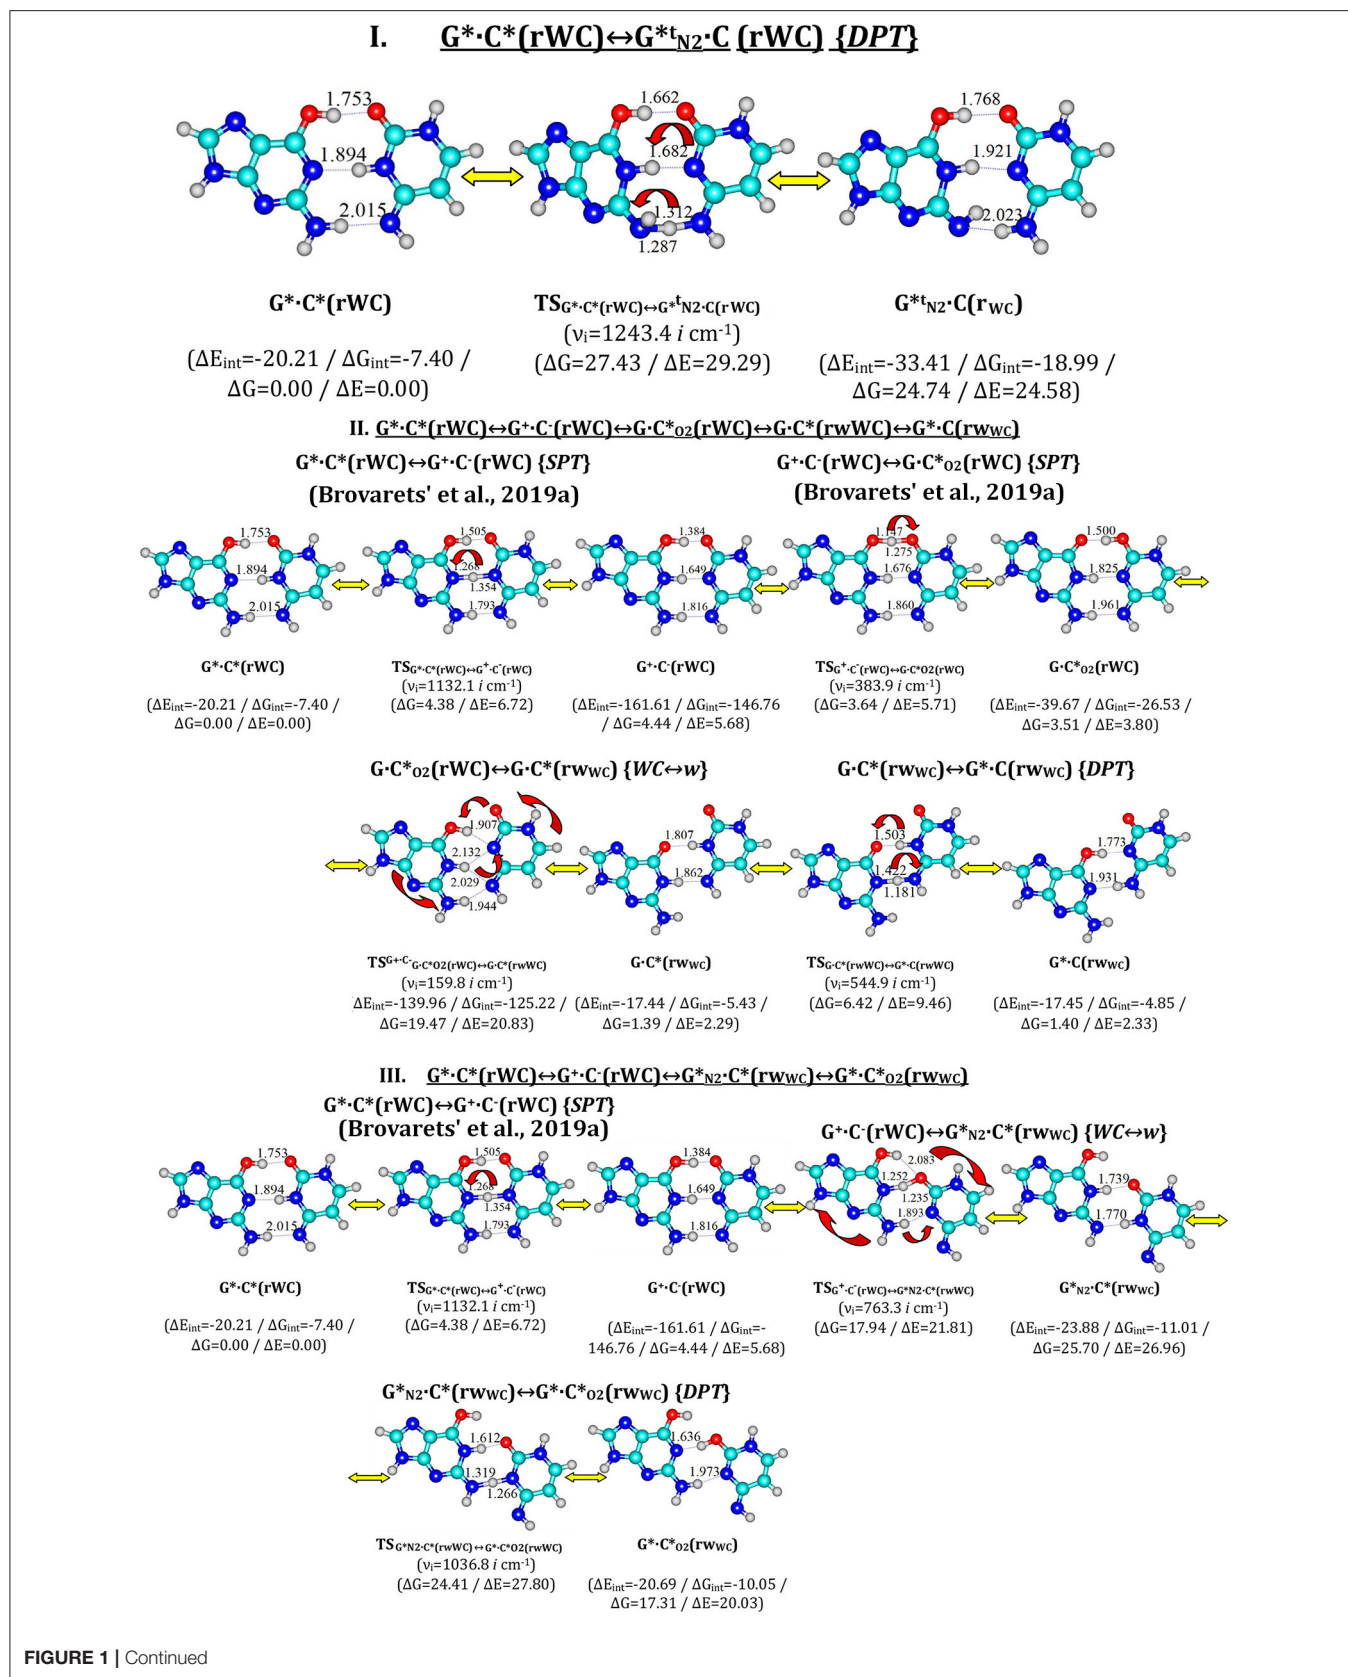 I. G*·C*(rWC)↔G*ᵗN2·C (rWC) {DPT}
1.753
1.894
2.015
1.662
1.682
1.312
1.287
1.768
1.921
2.023
G*·C*(rWC)
(ΔEint=-20.21 / ΔGint=-7.40 /
ΔG=0.00 / ΔE=0.00)
TSG*·C*(rWC)↔G*ᵗN2·C(rWC)
(νi=1243.4 i cm-1)
(ΔG=27.43 / ΔE=29.29)
G*ᵗN2·C(rWC)
(ΔEint=-33.41 / ΔGint=-18.99 /
ΔG=24.74 / ΔE=24.58)
II. G*·C*(rWC)↔G+·C-(rWC)↔G·C*O2(rWC)↔G·C*(rwWC)↔G*·C(rwWC)
G*·C*(rWC)↔G+·C-(rWC) {SPT}
(Brovarets' et al., 2019a)
G+·C-(rWC)↔G·C*O2(rWC) {SPT}
(Brovarets' et al., 2019a)
1.753
1.894
2.015
1.505
1.268
1.354
1.793
1.384
1.649
1.816
1.147
1.275
1.676
1.860
1.500
1.825
1.961
G*·C*(rWC)
(ΔEint=-20.21 / ΔGint=-7.40 /
ΔG=0.00 / ΔE=0.00)
TSG*·C*(rWC)↔G+·C-(rWC)
(νi=1132.1 i cm-1)
(ΔG=4.38 / ΔE=6.72)
G+·C-(rWC)
(ΔEint=-161.61 / ΔGint=-146.76
/ ΔG=4.44 / ΔE=5.68)
TSG+·C-(rWC)↔G·C*O2(rWC)
(νi=383.9 i cm-1)
(ΔG=3.64 / ΔE=5.71)
G·C*O2(rWC)
(ΔEint=-39.67 / ΔGint=-26.53 /
ΔG=3.51 / ΔE=3.80)
G·C*O2(rWC)↔G·C*(rwWC) {WC↔w}
G·C*(rwWC)↔G*·C(rwWC) {DPT}
1.907
2.132
2.029
1.944
1.807
1.862
1.503
1.422
1.181
1.773
1.931
TSG+·C-G·C*O2(rWC)↔G·C*(rwWC)
(νi=159.8 i cm-1)
ΔEint=-139.96 / ΔGint=-125.22 /
ΔG=19.47 / ΔE=20.83)
G·C*(rwWC)
(ΔEint=-17.44 / ΔGint=-5.43 /
ΔG=1.39 / ΔE=2.29)
TSG·C*(rwWC)↔G*·C(rwWC)
(νi=544.9 i cm-1)
(ΔG=6.42 / ΔE=9.46)
G*·C(rwWC)
(ΔEint=-17.45 / ΔGint=-4.85 /
ΔG=1.40 / ΔE=2.33)
III. G*·C*(rWC)↔G+·C-(rWC)↔G*N2·C*(rwWC)↔G*·C*O2(rwWC)
G*·C*(rWC)↔G+·C-(rWC) {SPT}
(Brovarets' et al., 2019a)
G+·C-(rWC)↔G*N2·C*(rwWC) {WC↔w}
1.753
1.894
2.015
1.505
1.268
1.354
1.793
1.384
1.649
1.816
2.083
1.252
1.235
1.893
1.739
1.770
G*·C*(rWC)
(ΔEint=-20.21 / ΔGint=-7.40 /
ΔG=0.00 / ΔE=0.00)
TSG*·C*(rWC)↔G+·C-(rWC)
(νi=1132.1 i cm-1)
(ΔG=4.38 / ΔE=6.72)
G+·C-(rWC)
(ΔEint=-161.61 / ΔGint=-
146.76 / ΔG=4.44 / ΔE=5.68)
TSG+·C-(rWC)↔G*N2·C*(rwWC)
(νi=763.3 i cm-1)
(ΔG=17.94 / ΔE=21.81)
G*N2·C*(rwWC)
(ΔEint=-23.88 / ΔGint=-11.01 /
ΔG=25.70 / ΔE=26.96)
G*N2·C*(rwWC)↔G*·C*O2(rwWC) {DPT}
1.612
1.319
1.266
1.636
1.973
TSG*N2·C*(rwWC)↔G*·C*O2(rwWC)
(νi=1036.8 i cm-1)
(ΔG=24.41 / ΔE=27.80)
G*·C*O2(rwWC)
(ΔEint=-20.69 / ΔGint=-10.05 /
ΔG=17.31 / ΔE=20.03)
FIGURE 1 | Continued